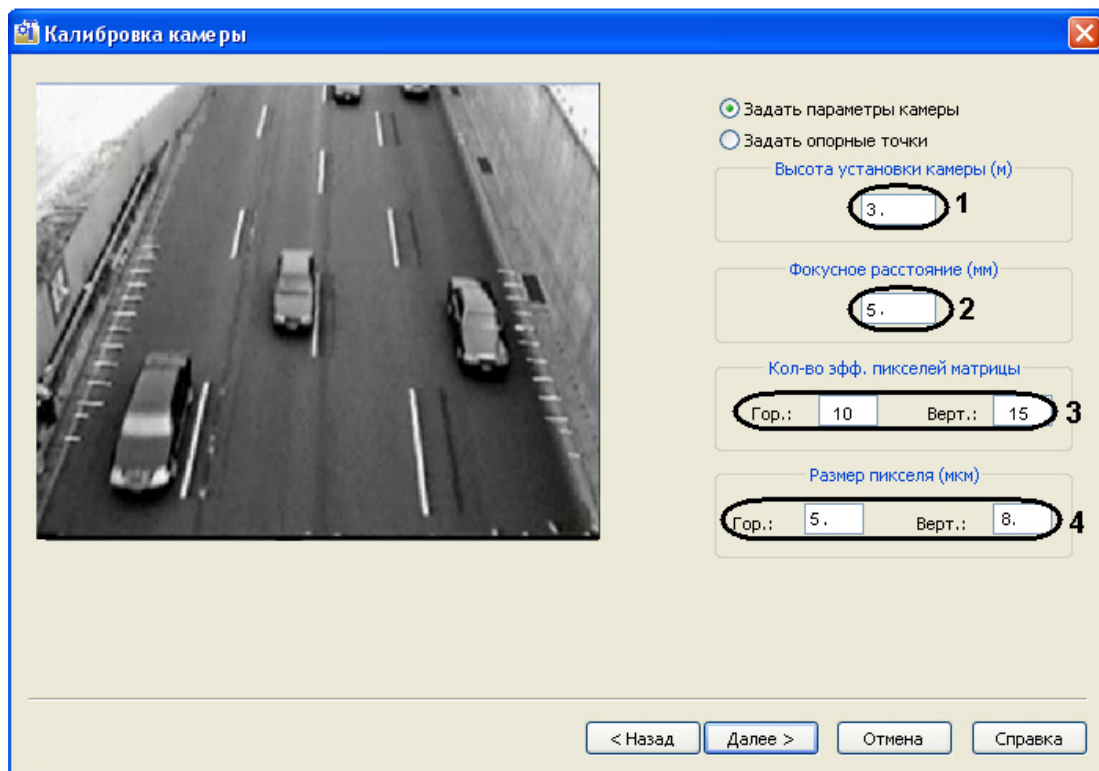 Калибровка камеры
Задать параметры камеры
Задать опорные точки
Высота установки камеры (м)
3. 1
Фокусное расстояние (мм)
5. 2
Кол-во эфф. пикселей матрицы
Гор.: 10 Верт.: 15 3
Размер пикселя (мкм)
Гор.: 5. Верт.: 8. 4
< Назад Далее > Отмена Справка